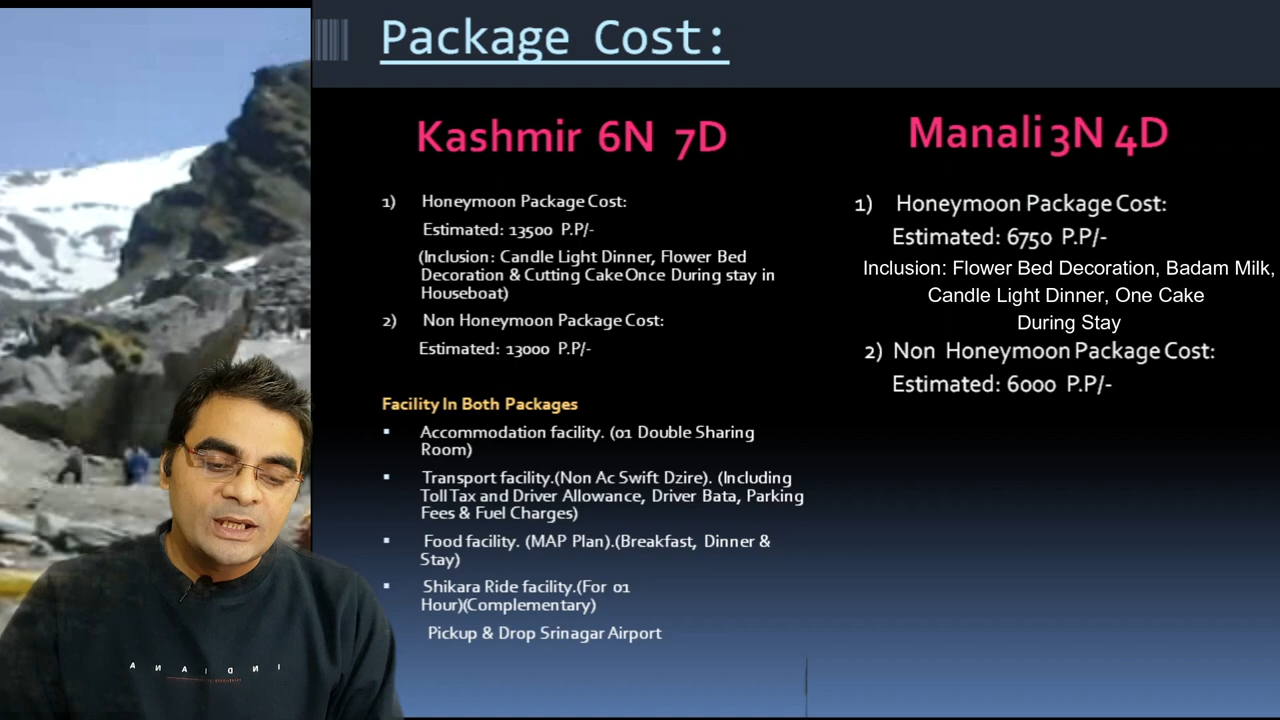 Package Cost:
Kashmir 6N 7D
1) Honeymoon Package Cost:
Estimated: 13500 P.P/-
(Inclusion: Candle Light Dinner, Flower Bed
Decoration & Cutting Cake Once During stay in
Houseboat)
2) Non Honeymoon Package Cost:
Estimated: 13000 P.P/-
Facility In Both Packages
Accommodation facility. (01 Double Sharing
Room)
Transport facility.(Non Ac Swift Dzire). (Including
Toll Tax and Driver Allowance, Driver Bata, Parking
Fees & Fuel Charges)
Food facility. (MAP Plan).(Breakfast, Dinner &
Stay)
Shikara Ride facility.(For 01
Hour)(Complementary)
Pickup & Drop Srinagar Airport
Manali 3N 4D
1) Honeymoon Package Cost:
Estimated: 6750 P.P/-
Inclusion: Flower Bed Decoration, Badam Milk,
Candle Light Dinner, One Cake
During Stay
2) Non Honeymoon Package Cost:
Estimated: 6000 P.P/-
INDIANA